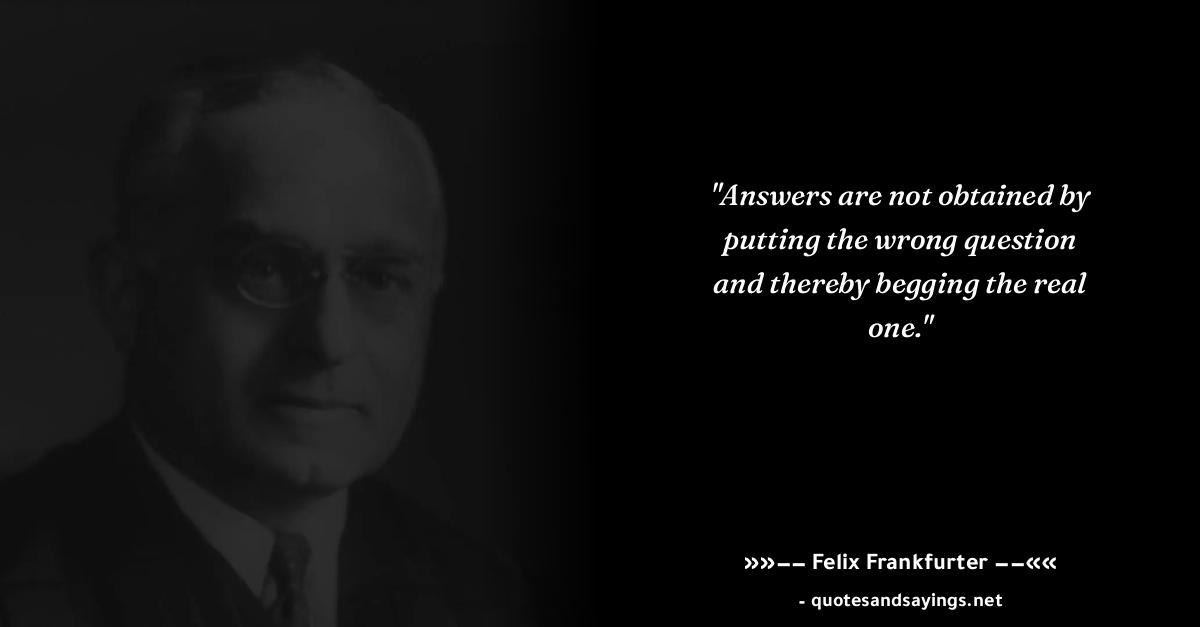 "Answers are not obtained by
putting the wrong question
and thereby begging the real
one."
»»-- Felix Frankfurter --««
- quotesandsayings.net